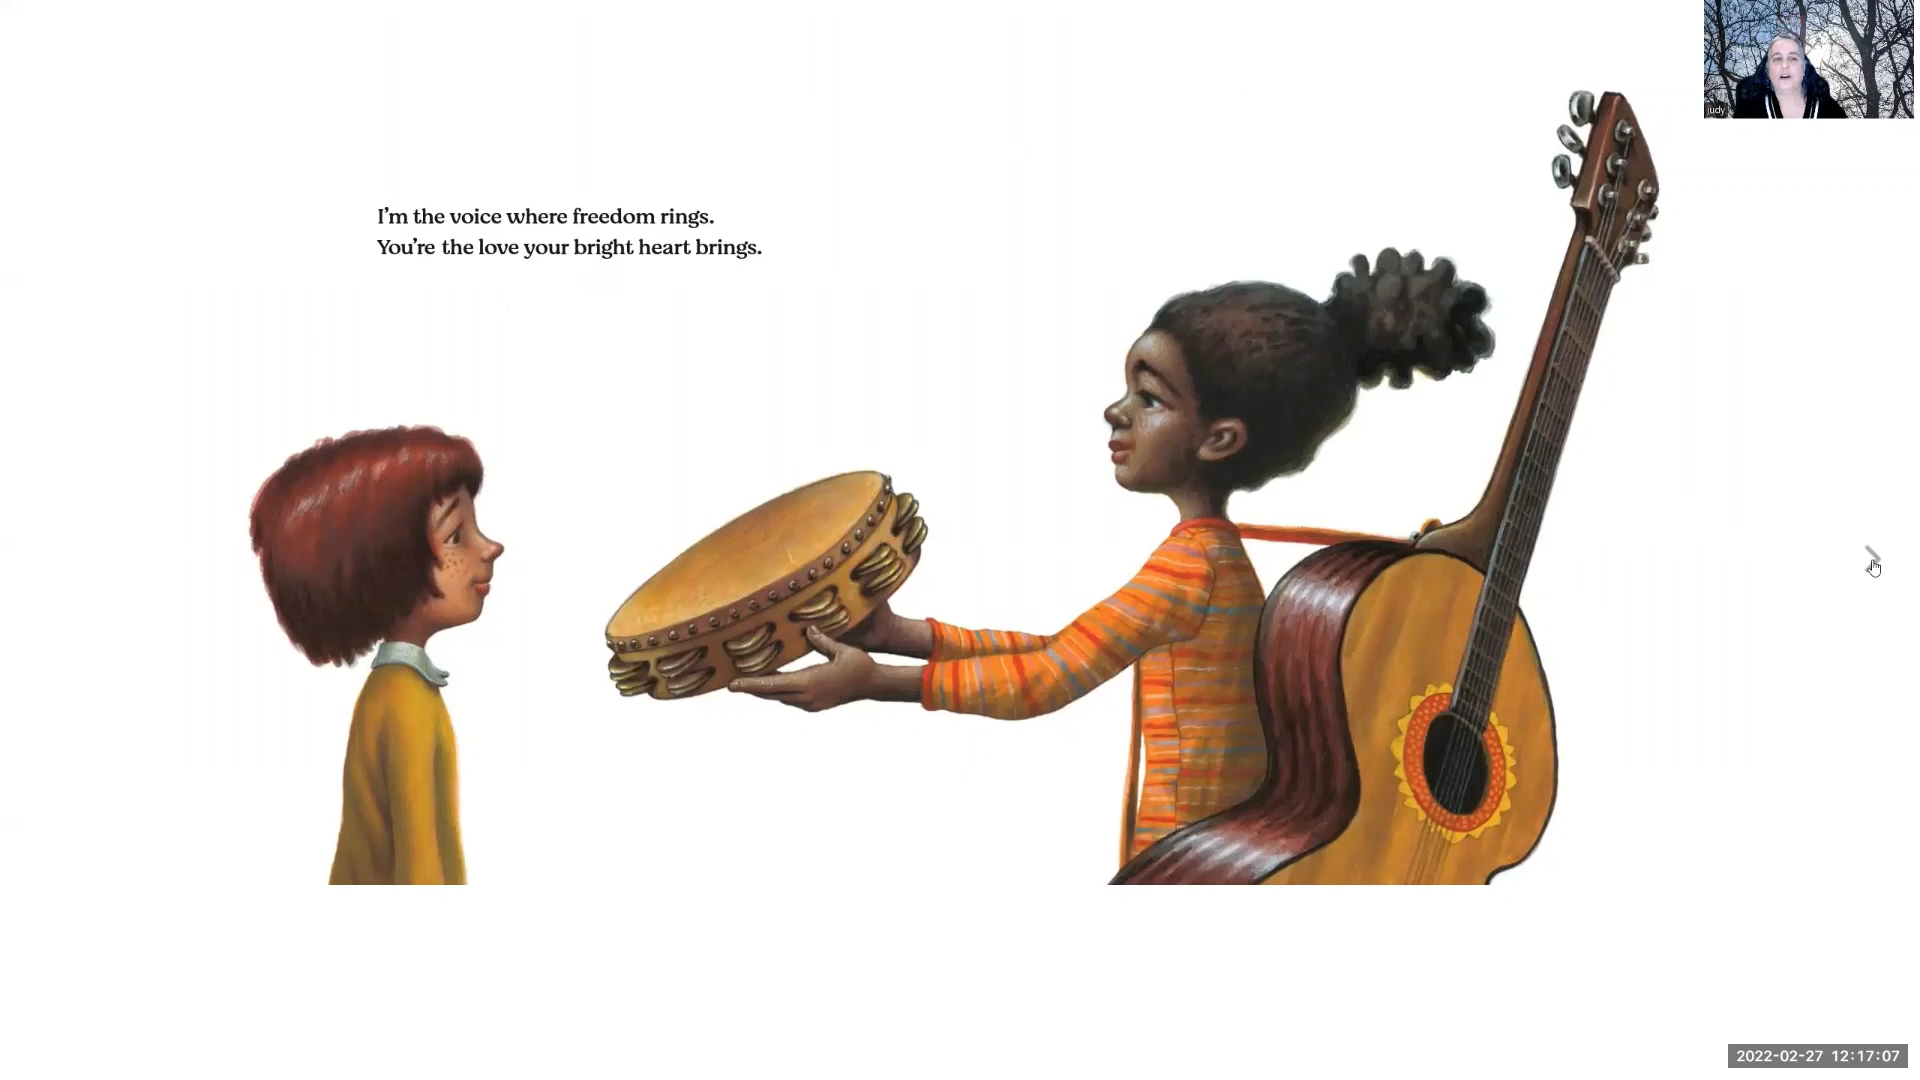 I'm the voice where freedom rings.
You're the love your bright heart brings.
judy
2022-02-27 12:17:07